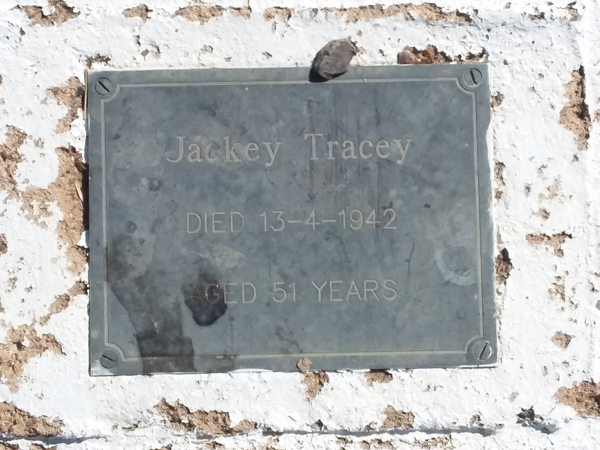 Jackey Tracey
DIED 13-4-1942
AGED 51 YEARS